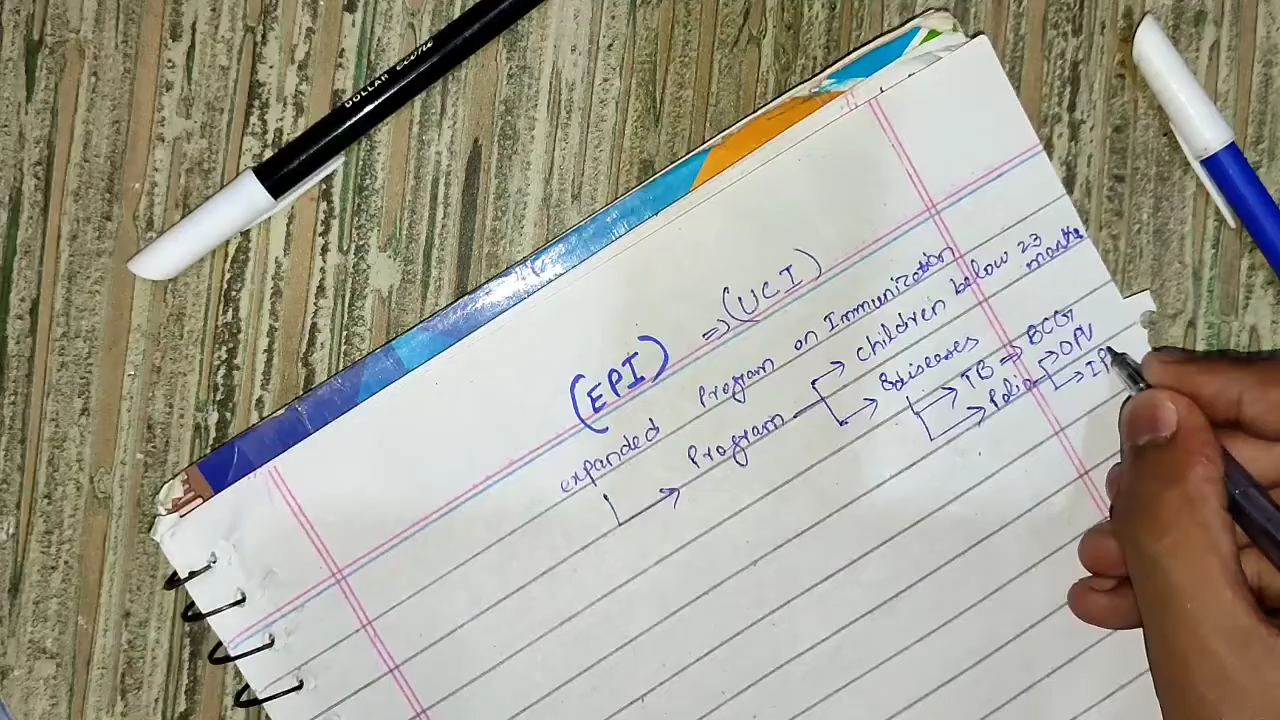 DOLLAR econo
(EPI) => (UCI)
expanded Program on Immunization
Program children below 23 months
8 diseases
TB => BCG
Polio OPV
IP